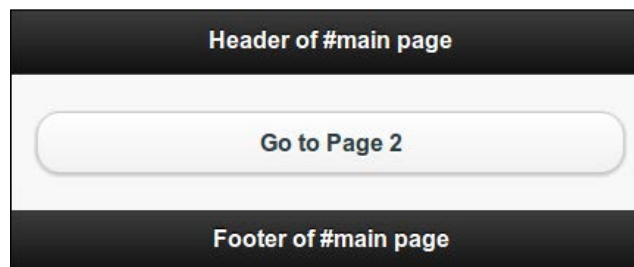 Header of #main page
Go to Page 2
Footer of #main page